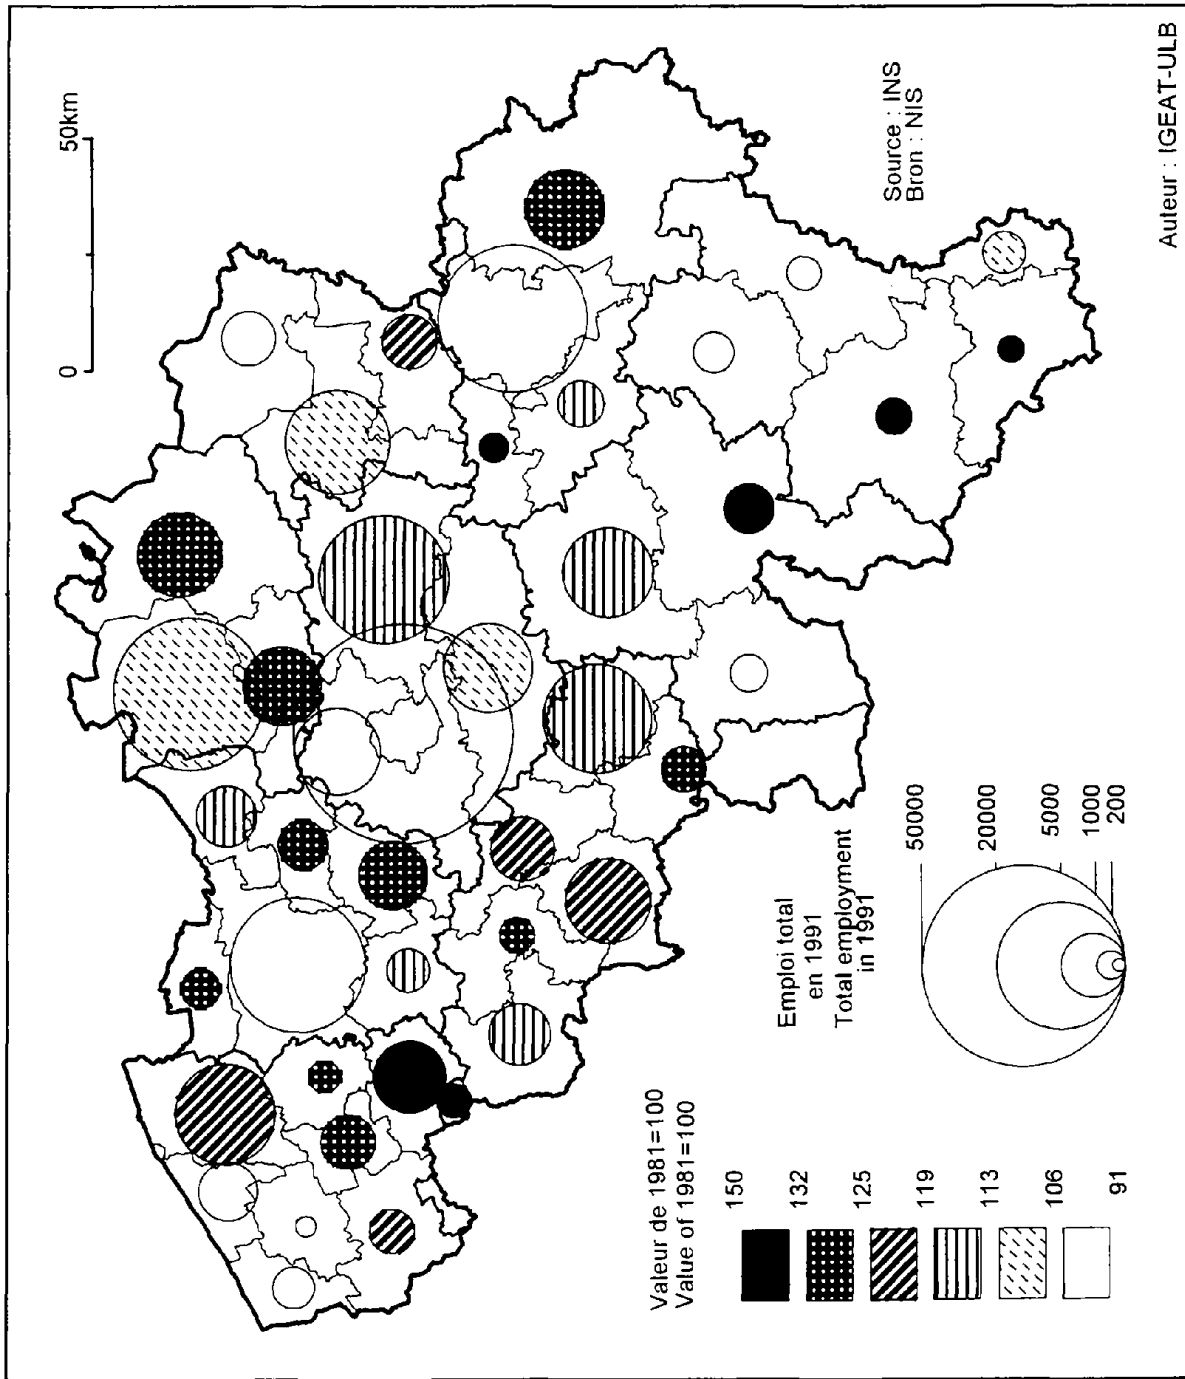 0
50km
Source : INS
Bron : NIS
Auteur : IGEAT-ULB
Valeur de 1981=100
Value of 1981=100
150
132
125
119
113
106
91
Emploi total
en 1991
Total employment
in 1991
50000
20000
5000
1000
200